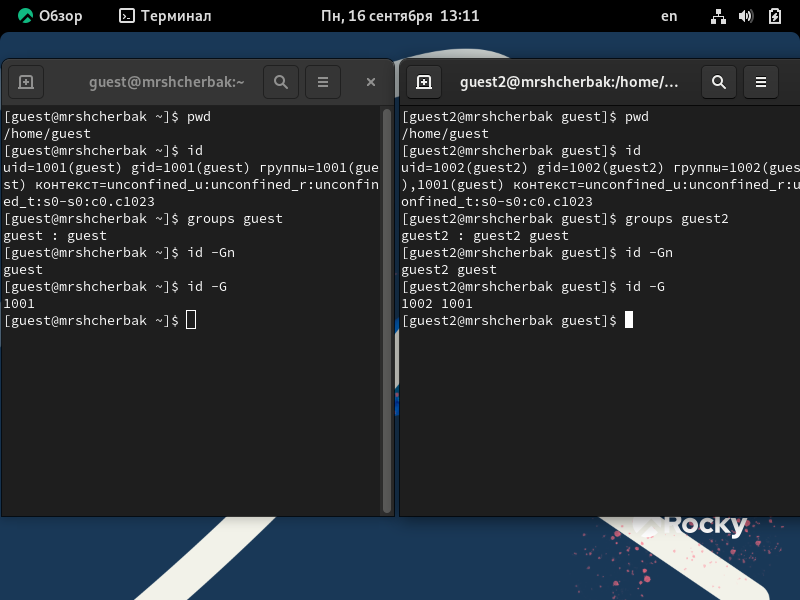 Обзор
Терминал
Пн, 16 сентября 13:11
en
guest@mrshcherbak:~
[guest@mrshcherbak ~]$ pwd
/home/guest
[guest@mrshcherbak ~]$ id
uid=1001(guest) gid=1001(guest) группы=1001(gue
st) контекст=unconfined_u:unconfined_r:unconfin
ed_t:s0-s0:c0.c1023
[guest@mrshcherbak ~]$ groups guest
guest : guest
[guest@mrshcherbak ~]$ id -Gn
guest
[guest@mrshcherbak ~]$ id -G
1001
[guest@mrshcherbak ~]$
guest2@mrshcherbak:/home/...
[guest2@mrshcherbak guest]$ pwd
/home/guest
[guest2@mrshcherbak guest]$ id
uid=1002(guest2) gid=1002(guest2) группы=1002(gues
),1001(guest) контекст=unconfined_u:unconfined_r:u
onfined_t:s0-s0:c0.c1023
[guest2@mrshcherbak guest]$ groups guest2
guest2 : guest2 guest
[guest2@mrshcherbak guest]$ id -Gn
guest2 guest
[guest2@mrshcherbak guest]$ id -G
1002 1001
[guest2@mrshcherbak guest]$
Rocky